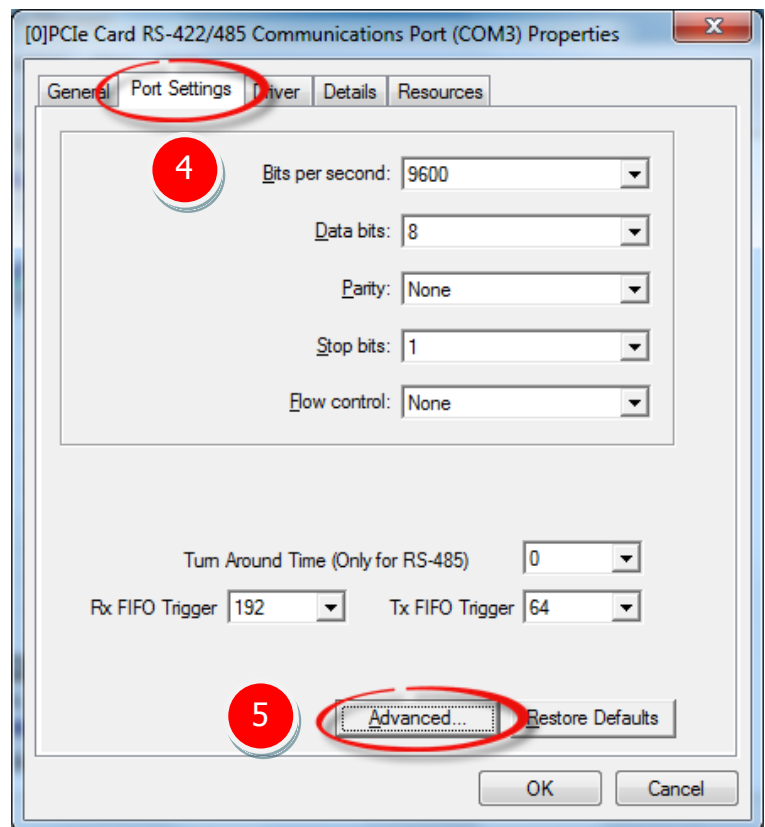 [0]PCIe Card RS-422/485 Communications Port (COM3) Properties
General Port Settings Driver Details Resources
4
Bits per second: 9600
Data bits: 8
Parity: None
Stop bits: 1
Flow control: None
Turn Around Time (Only for RS-485) 0
Rx FIFO Trigger 192 Tx FIFO Trigger 64
5 Advanced... Restore Defaults
OK Cancel